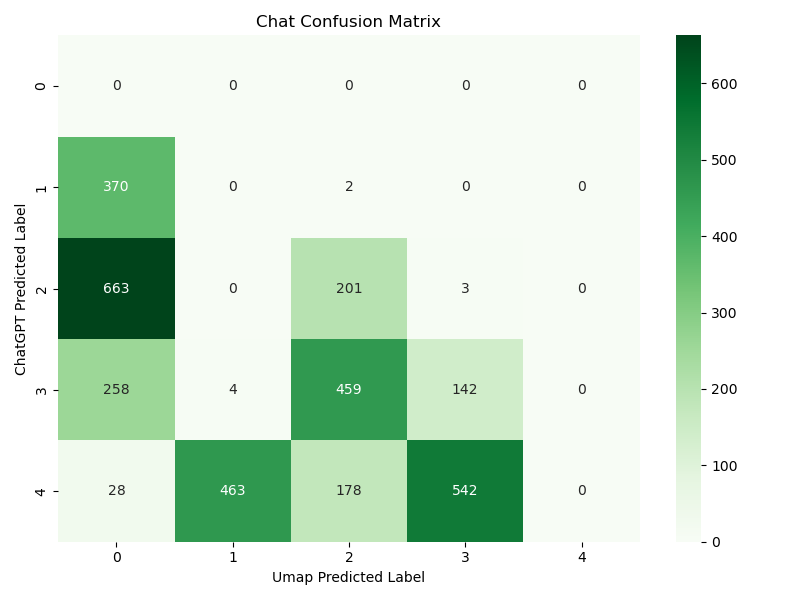 Chat Confusion Matrix
ChatGPT Predicted Label
0 0 0 0 0 0
1 370 0 2 0 0
2 663 0 201 3 0
3 258 4 459 142 0
4 28 463 178 542 0
0 1 2 3 4
Umap Predicted Label
600
500
400
300
200
100
0